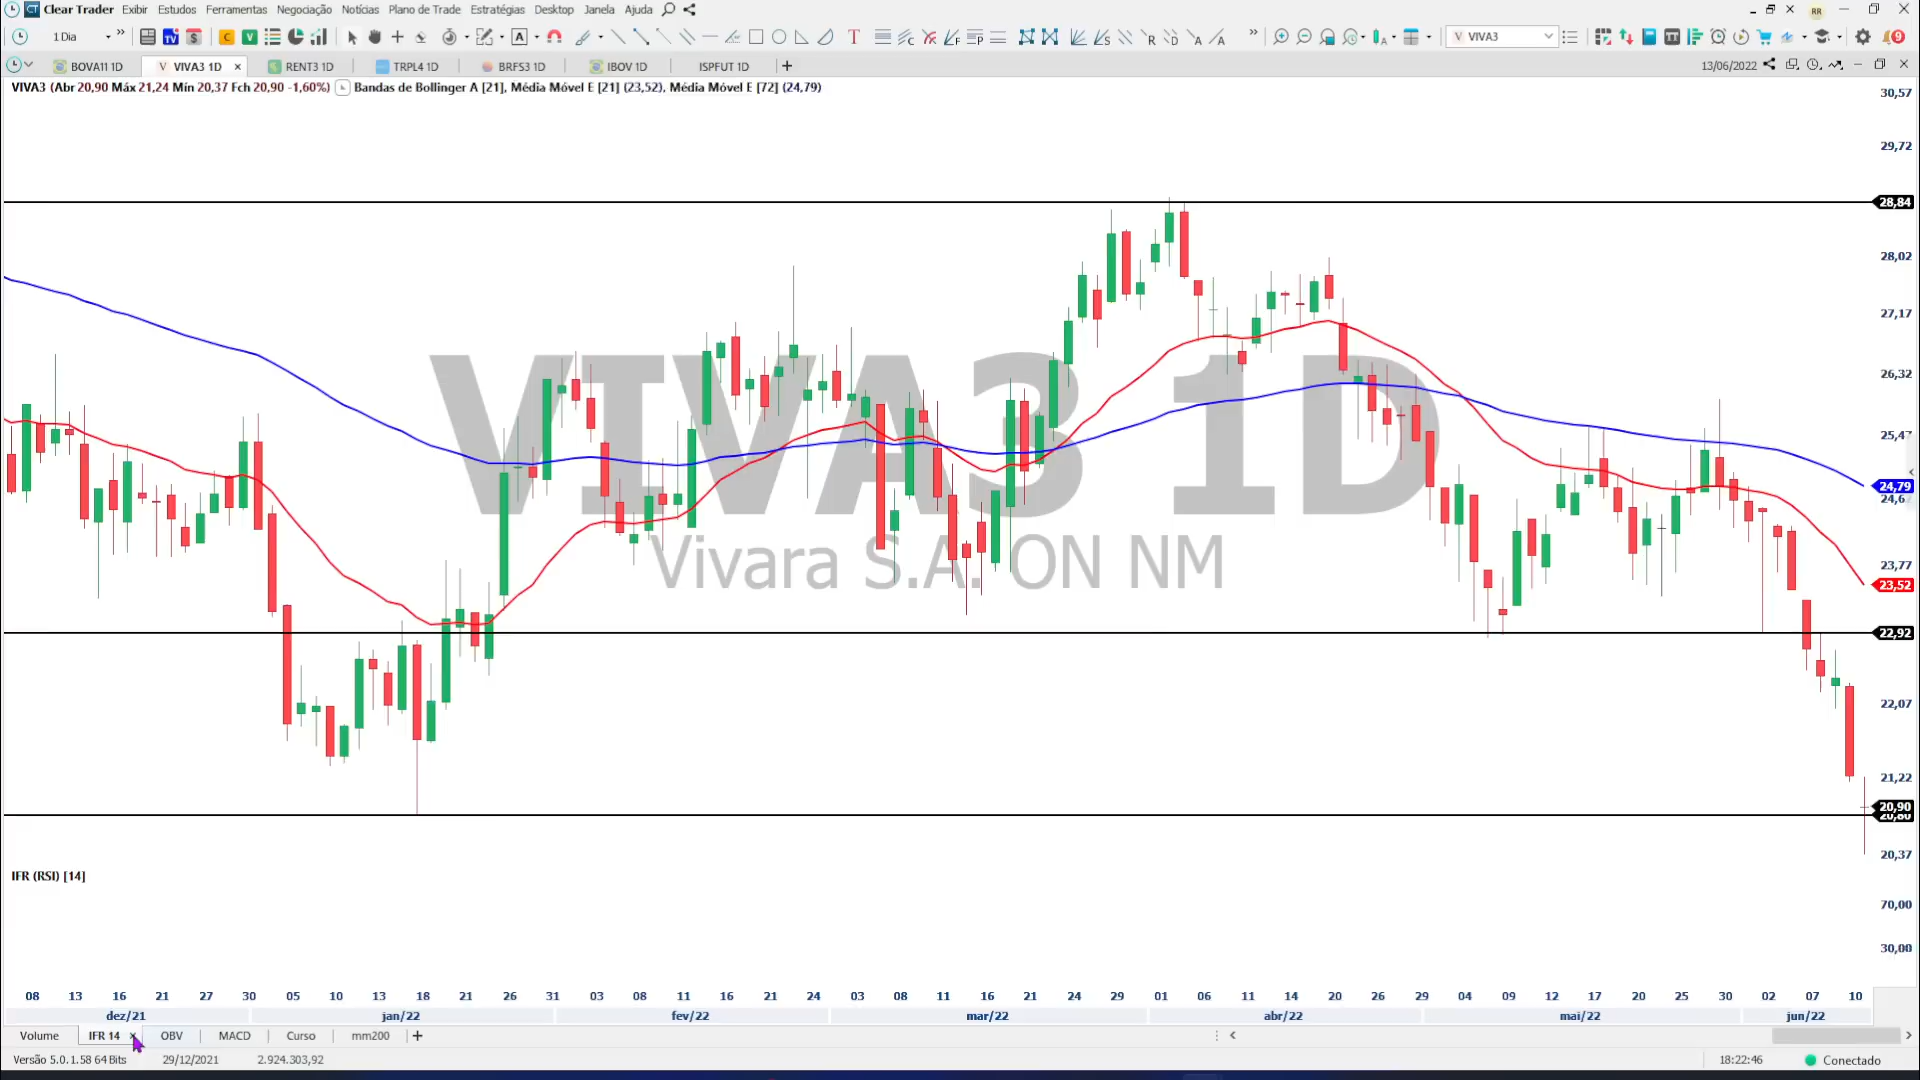 Clear Trader Exibir Estudos Ferramentas Negociação Notícias Plano de Trade Estratégias Desktop Janela Ajuda RR
1 Dia VIVA3 9
BOVA11 1D VIVA3 1D RENT3 1D TRPL4 1D BRFS3 1D IBOV 1D ISPFUT 1D 13/06/2022
VIVA3 (Abr 20,90 Máx 21,24 Mín 20,37 Fch 20,90 -1,60%) Bandas de Bollinger A [21], Média Móvel E [21] (23,52), Média Móvel E [72] (24,79)
30,57
29,72
28,84
28,02
27,17
26,32
25,47
24,79
23,77
23,52
22,92
22,07
21,22
20,90
20,80
20,37
VIVA3 1D
Vivara S.A. ON NM
IFR (RSI) [14]
70,00
30,00
08 13 16 21 27 30 05 10 13 18 21 26 31 03 08 11 16 21 24 03 08 11 16 21 24 29 01 06 11 14 20 26 29 04 09 12 17 20 25 30 02 07 10
dez/21 jan/22 fev/22 mar/22 abr/22 mai/22 jun/22
Volume IFR 14 OBV MACD Curso mm200
Versão 5.0.1.58 64 Bits 29/12/2021 2.924.303,92 18:22:46 Conectado